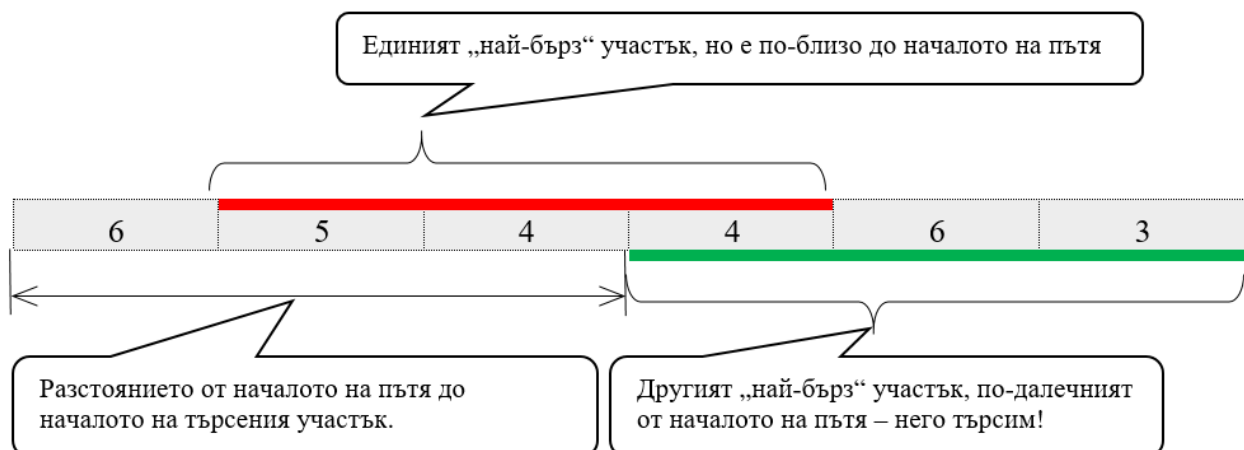 Единият „най-бърз“ участък, но е по-близо до началото на пътя
6 5 4 4 6 3
Разстоянието от началото на пътя до
началото на търсения участък.
Другият „най-бърз“ участък, по-далечният
от началото на пътя – него търсим!